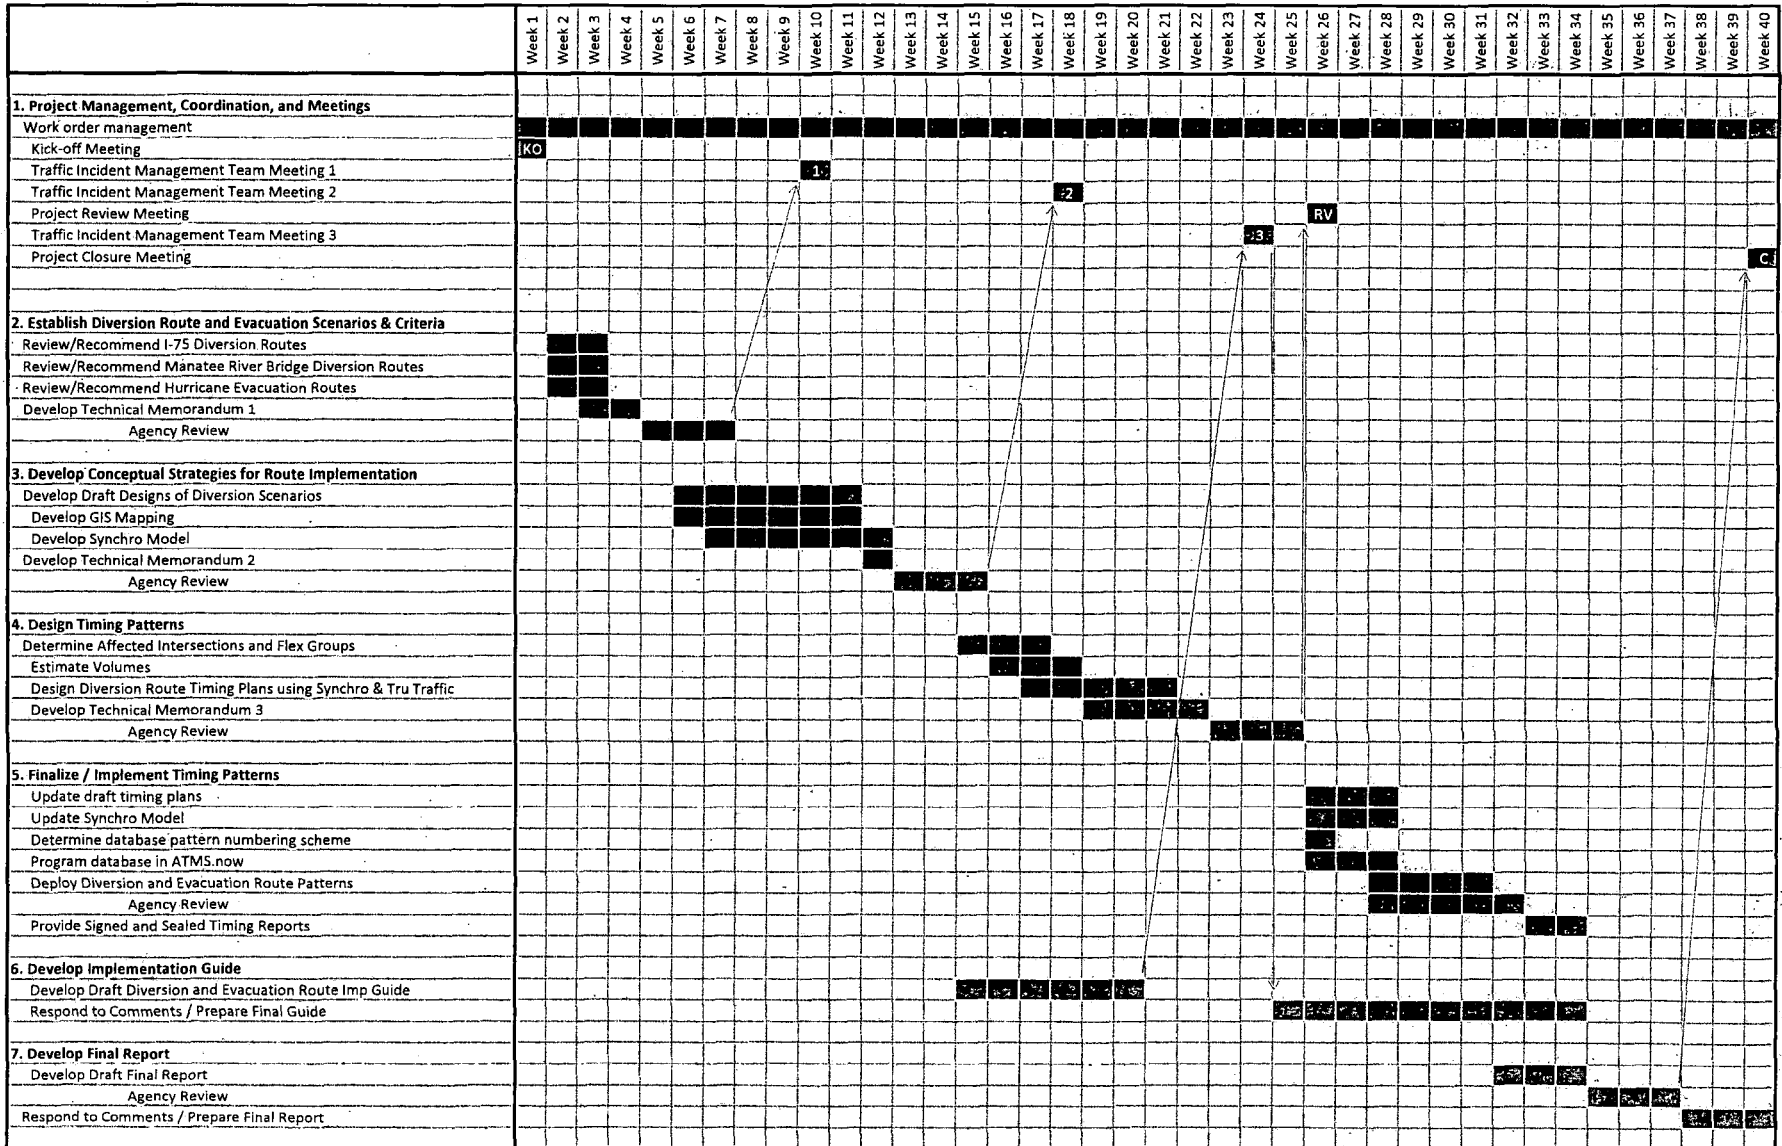 Week 1 Week 2 Week 3 Week 4 Week 5 Week 6 Week 7 Week 8 Week 9 Week 10 Week 11 Week 12 Week 13 Week 14 Week 15 Week 16 Week 17 Week 18 Week 19 Week 20 Week 21 Week 22 Week 23 Week 24 Week 25 Week 26 Week 27 Week 28 Week 29 Week 30 Week 31 Week 32 Week 33 Week 34 Week 35 Week 36 Week 37 Week 38 Week 39 Week 40
1. Project Management, Coordination, and Meetings
Work order management
Kick-off Meeting KO
Traffic Incident Management Team Meeting 1 1
Traffic Incident Management Team Meeting 2 2
Project Review Meeting RV
Traffic Incident Management Team Meeting 3 3
Project Closure Meeting C
2. Establish Diversion Route and Evacuation Scenarios & Criteria
Review/Recommend I-75 Diversion Routes
Review/Recommend Manatee River Bridge Diversion Routes
Review/Recommend Hurricane Evacuation Routes
Develop Technical Memorandum 1
Agency Review
3. Develop Conceptual Strategies for Route Implementation
Develop Draft Designs of Diversion Scenarios
Develop GIS Mapping
Develop Synchro Model
Develop Technical Memorandum 2
Agency Review
4. Design Timing Patterns
Determine Affected Intersections and Flex Groups
Estimate Volumes
Design Diversion Route Timing Plans using Synchro & Tru Traffic
Develop Technical Memorandum 3
Agency Review
5. Finalize / Implement Timing Patterns
Update draft timing plans
Update Synchro Model
Determine database pattern numbering scheme
Program database in ATMS.now
Deploy Diversion and Evacuation Route Patterns
Agency Review
Provide Signed and Sealed Timing Reports
6. Develop Implementation Guide
Develop Draft Diversion and Evacuation Route Imp Guide
Respond to Comments / Prepare Final Guide
7. Develop Final Report
Develop Draft Final Report
Agency Review
Respond to Comments / Prepare Final Report